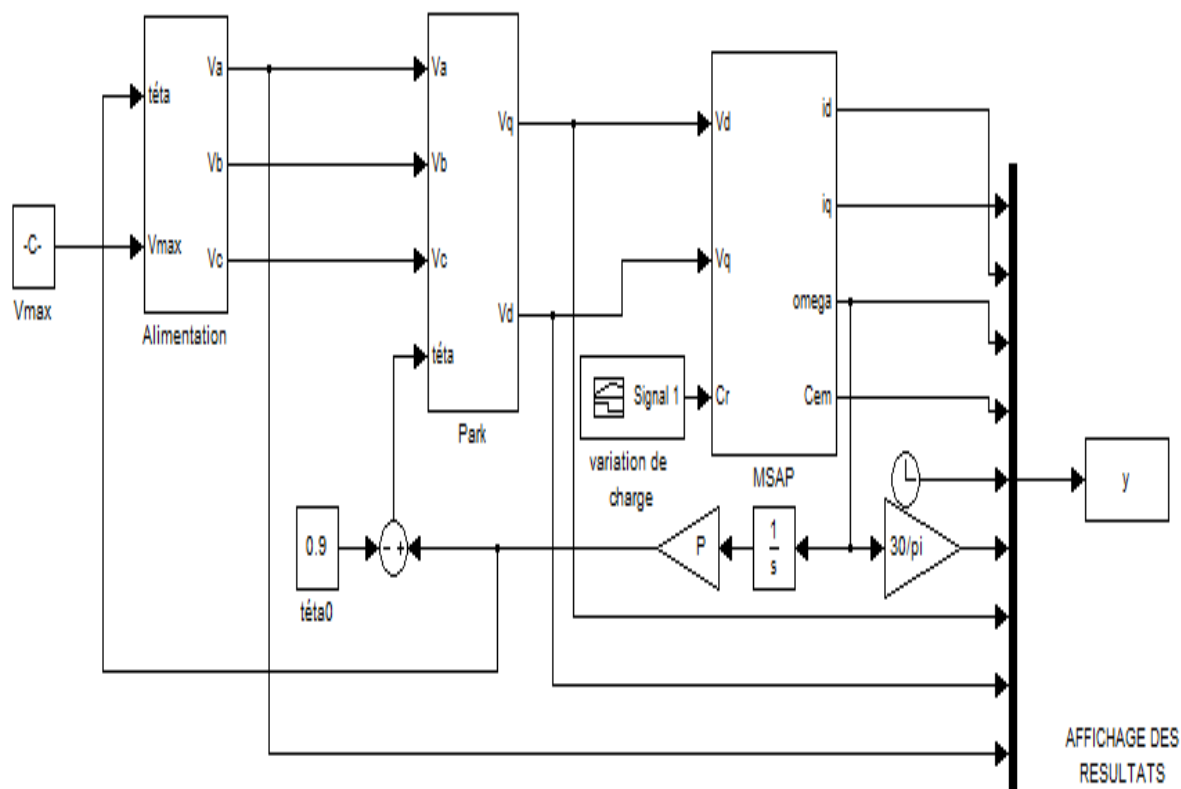 -C-
Vmax
téta
Vmax
Va
Vb
Vc
Alimentation
Va
Vb
Vc
téta
Vq
Vd
Park
Vd
Vq
Cr
id
iq
omega
Cem
MSAP
Signal 1
variation de
charge
0.9
téta0
- +
P
1
s
30/pi
y
AFFICHAGE DES
RESULTATS